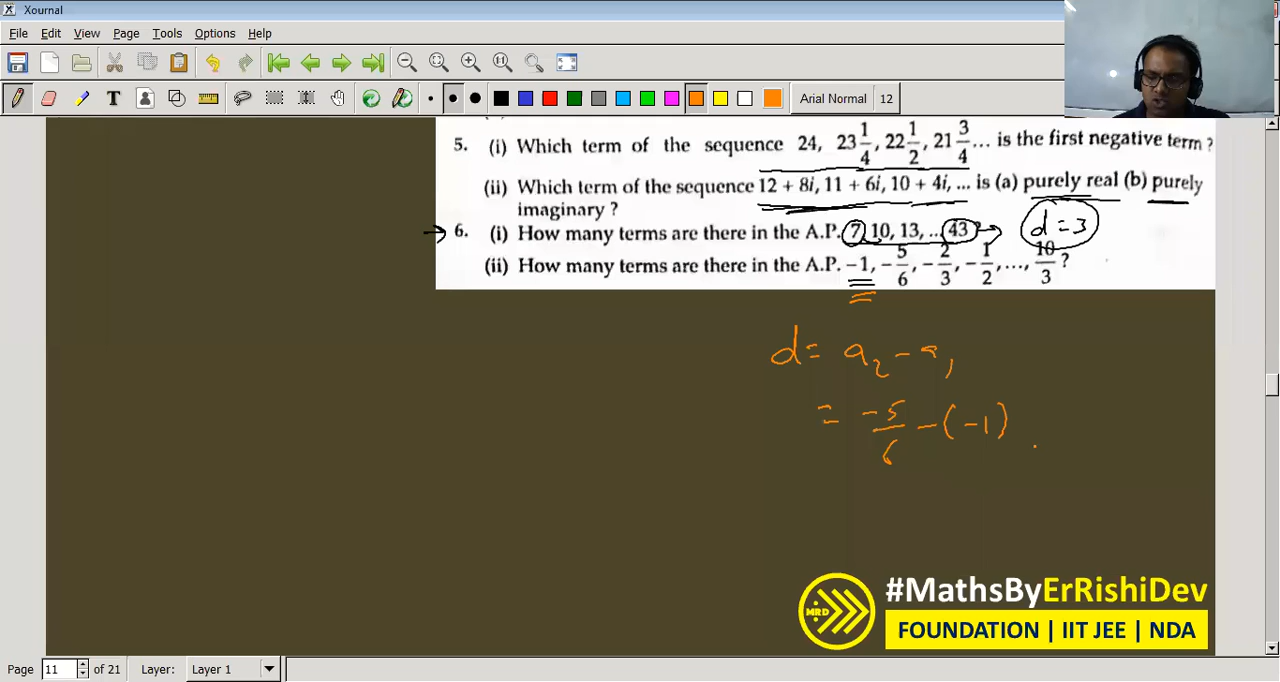 Xournal
File Edit View Page Tools Options Help
Arial Normal 12
5. (i) Which term of the sequence 24, 23 1/4, 22 1/2, 21 3/4 ... is the first negative term ?
(ii) Which term of the sequence 12 + 8i, 11 + 6i, 10 + 4i, ... is (a) purely real (b) purely
imaginary ?
6. (i) How many terms are there in the A.P. 7, 10, 13, ... 43 ?
d = 3
(ii) How many terms are there in the A.P. −1, −5/6, −2/3, −1/2, ..., 10/3 ?
d = a₂ − a₁
= −5/6 − (−1)
MRD
#MathsByErRishiDev
FOUNDATION | IIT JEE | NDA
Page 11 of 21 Layer: Layer 1